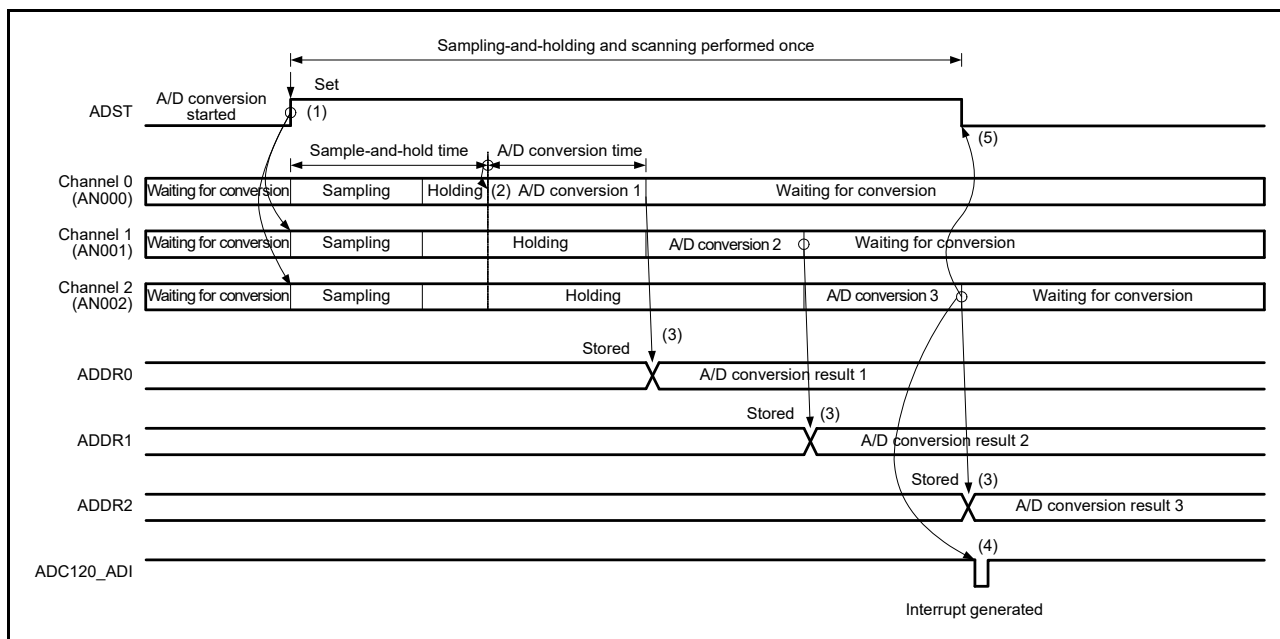 Sampling-and-holding and scanning performed once
Set
ADST
A/D conversion
started
(1)
(5)
Sample-and-hold time
A/D conversion time
Channel 0
(AN000)
Waiting for conversion
Sampling
Holding
(2)
A/D conversion 1
Waiting for conversion
Channel 1
(AN001)
Waiting for conversion
Sampling
Holding
A/D conversion 2
Waiting for conversion
Channel 2
(AN002)
Waiting for conversion
Sampling
Holding
A/D conversion 3
Waiting for conversion
Stored
(3)
ADDR0
A/D conversion result 1
Stored
(3)
ADDR1
A/D conversion result 2
Stored
(3)
ADDR2
A/D conversion result 3
(4)
ADC120_ADI
Interrupt generated